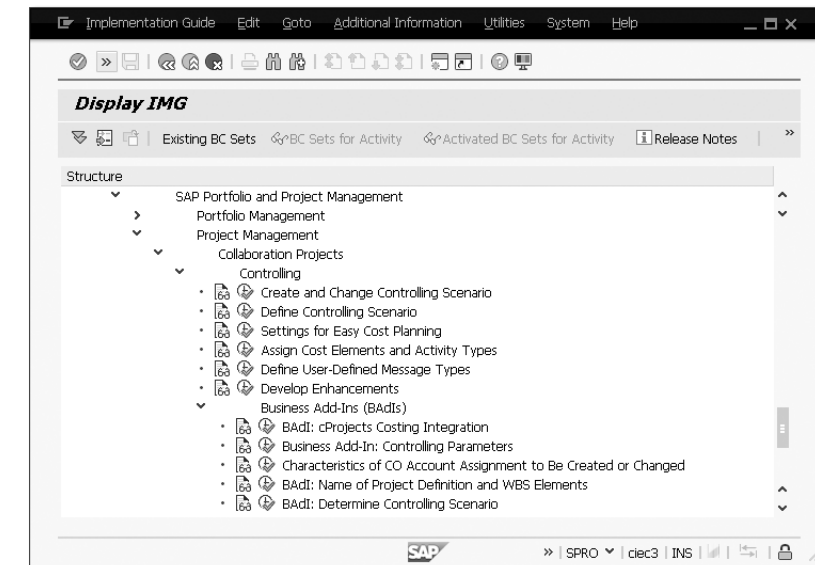 Implementation Guide Edit Goto Additional Information Utilities System Help
Display IMG
Existing BC Sets BC Sets for Activity Activated BC Sets for Activity Release Notes
Structure
SAP Portfolio and Project Management
Portfolio Management
Project Management
Collaboration Projects
Controlling
Create and Change Controlling Scenario
Define Controlling Scenario
Settings for Easy Cost Planning
Assign Cost Elements and Activity Types
Define User-Defined Message Types
Develop Enhancements
Business Add-Ins (BAdIs)
BAdI: cProjects Costing Integration
Business Add-In: Controlling Parameters
Characteristics of CO Account Assignment to Be Created or Changed
BAdI: Name of Project Definition and WBS Elements
BAdI: Determine Controlling Scenario
SAP » | SPRO | ciec3 | INS